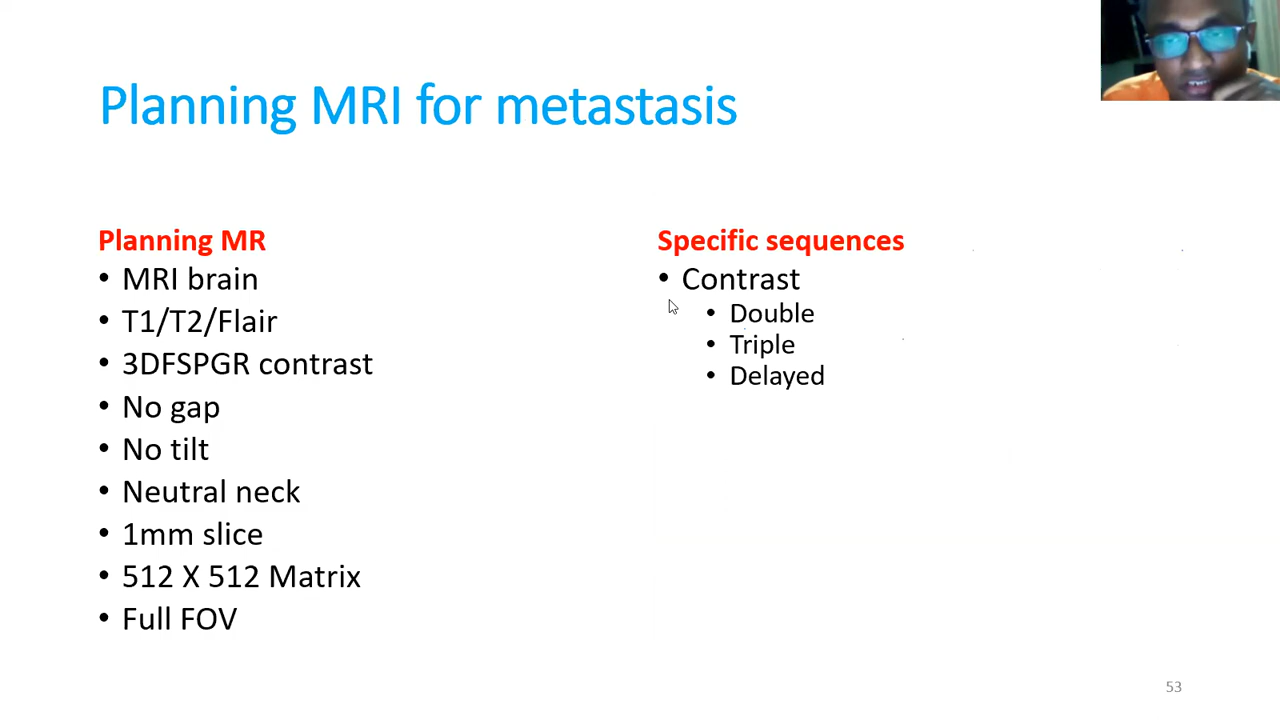 Planning MRI for metastasis
Planning MR
• MRI brain
• T1/T2/Flair
• 3DFSPGR contrast
• No gap
• No tilt
• Neutral neck
• 1mm slice
• 512 X 512 Matrix
• Full FOV
Specific sequences
• Contrast
• Double
• Triple
• Delayed
53